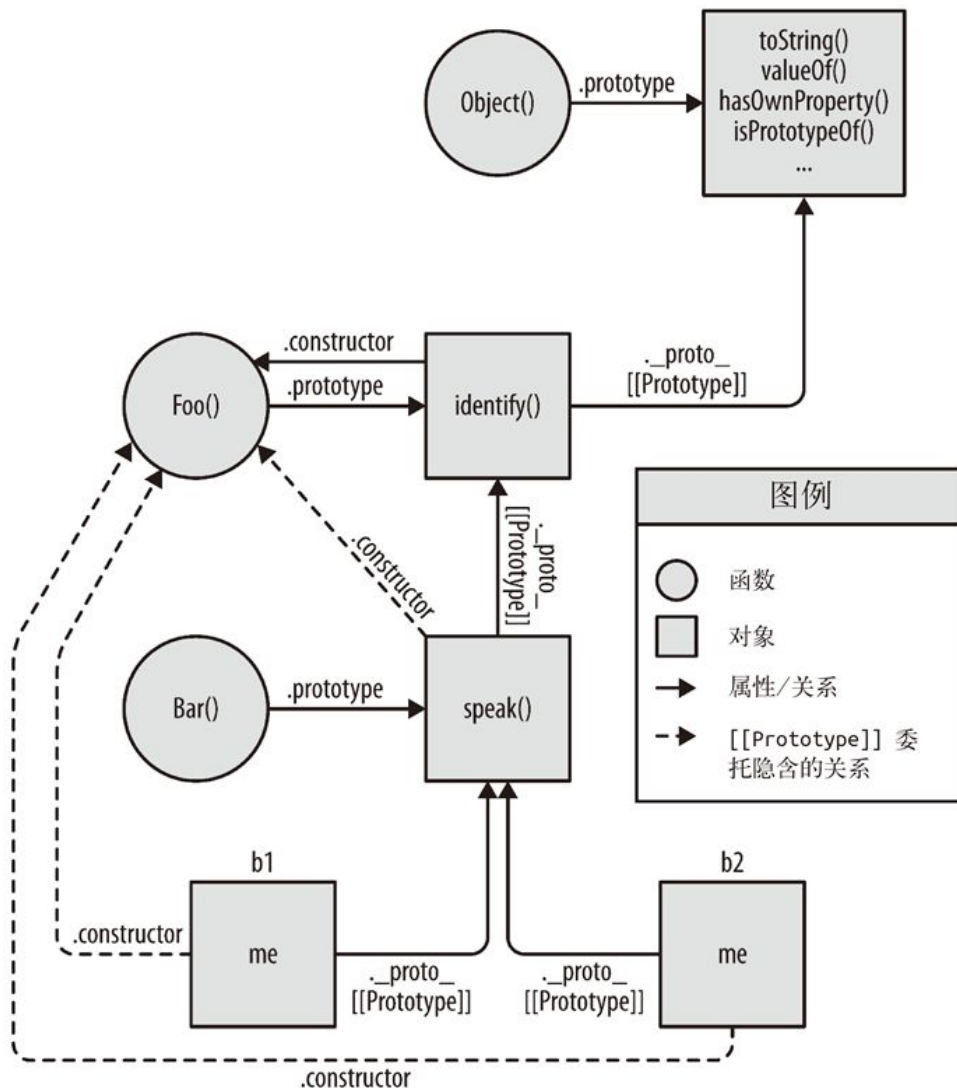 toString()
valueOf()
hasOwnProperty()
isPrototypeOf()
...
Object()
.prototype
.constructor
.prototype
Foo()
identify()
._proto_
[[Prototype]]
图例
函数
对象
属性/关系
[[Prototype]] 委
托隐含的关系
._proto_
[[Prototype]]
.constructor
Bar()
.prototype
speak()
b1
b2
.constructor
me
me
._proto_
[[Prototype]]
._proto_
[[Prototype]]
.constructor